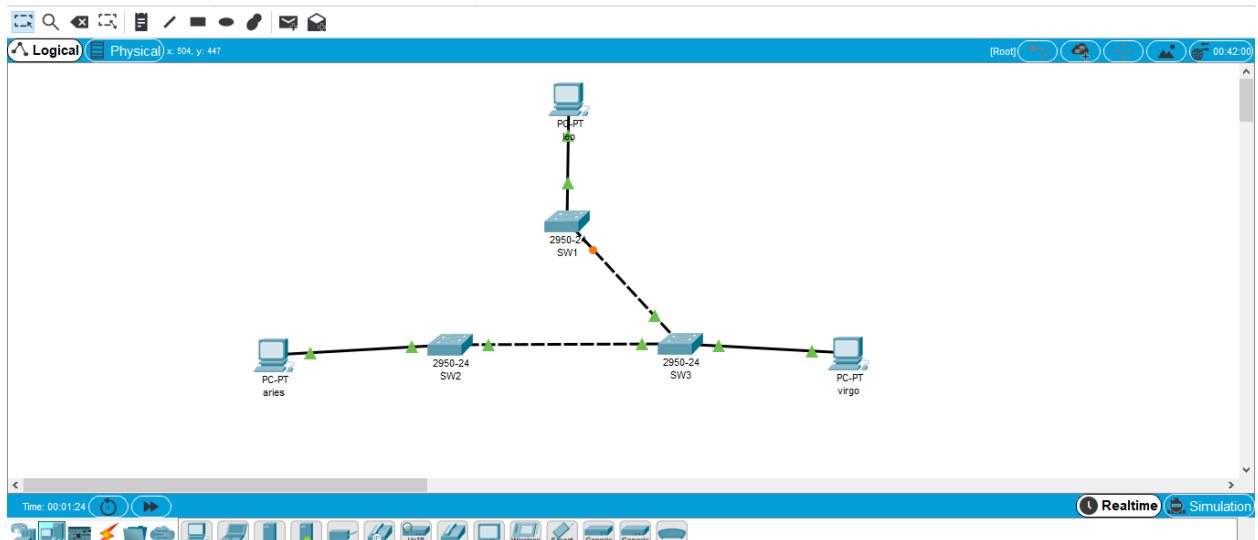 Logical
Physical
x: 504, y: 447
[Root]
00:42:00
PC-PT
leo
2950-24
SW1
2950-24
SW2
2950-24
SW3
PC-PT
aries
PC-PT
virgo
Time: 00:01:24
Realtime
Simulation